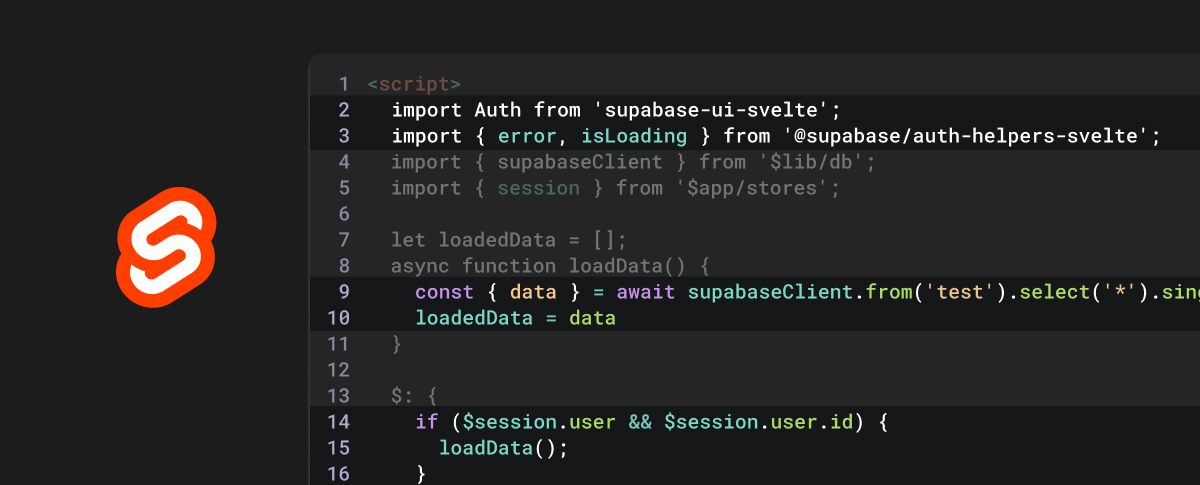 1 <script>
2 import Auth from 'supabase-ui-svelte';
3 import { error, isLoading } from '@supabase/auth-helpers-svelte';
4 import { supabaseClient } from '$lib/db';
5 import { session } from '$app/stores';
6
7 let loadedData = [];
8 async function loadData() {
9 const { data } = await supabaseClient.from('test').select('*').sing
10 loadedData = data
11 }
12
13 $: {
14 if ($session.user && $session.user.id) {
15 loadData();
16 }